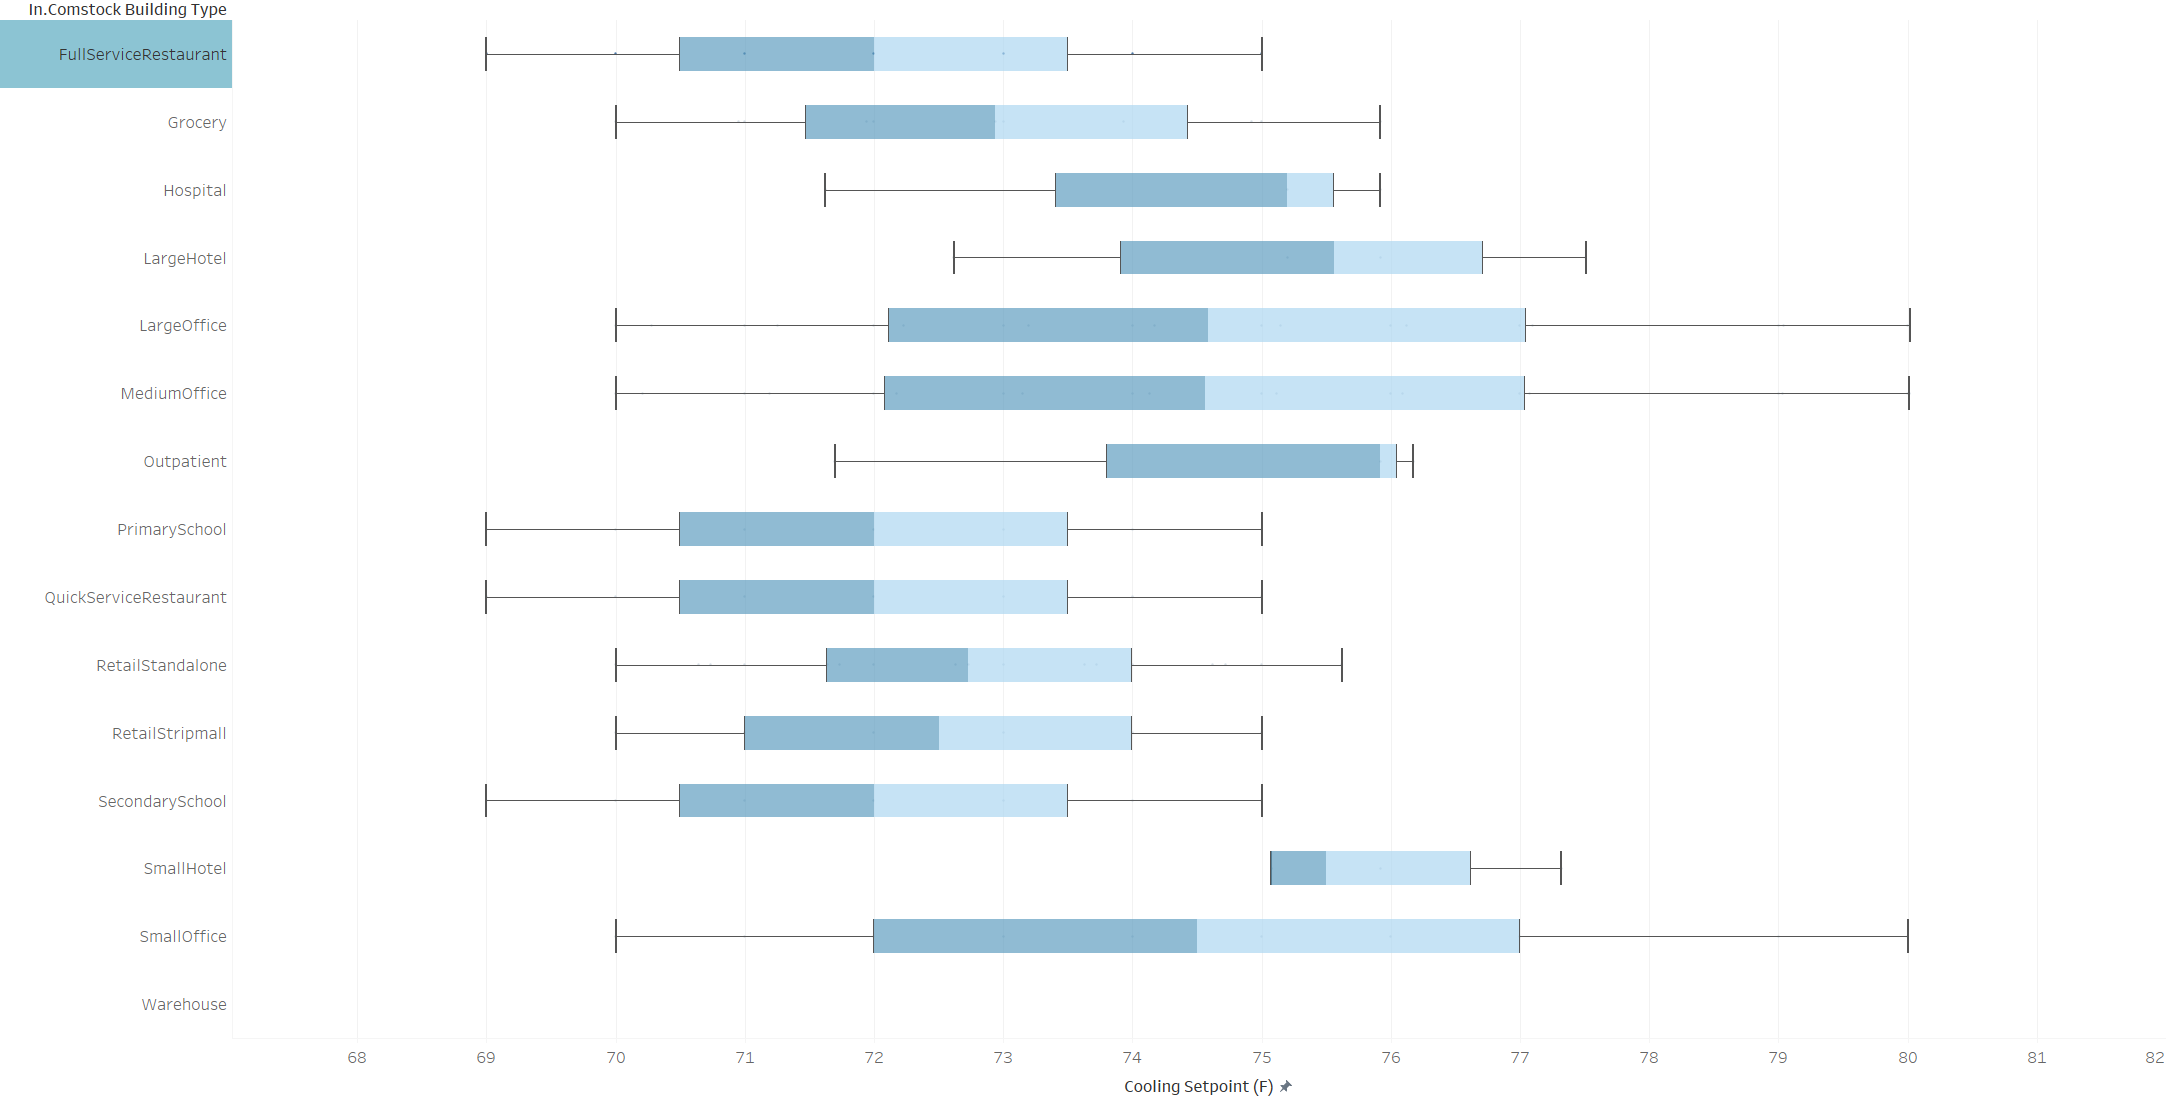 In.Comstock Building Type
FullServiceRestaurant
Grocery
Hospital
LargeHotel
LargeOffice
MediumOffice
Outpatient
PrimarySchool
QuickServiceRestaurant
RetailStandalone
RetailStripmall
SecondarySchool
SmallHotel
SmallOffice
Warehouse
68 69 70 71 72 73 74 75 76 77 78 79 80 81 82
Cooling Setpoint (F)